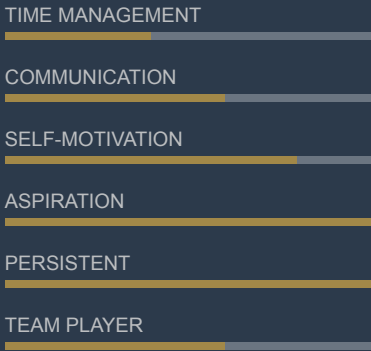 TIME MANAGEMENT
COMMUNICATION
SELF-MOTIVATION
ASPIRATION
PERSISTENT
TEAM PLAYER